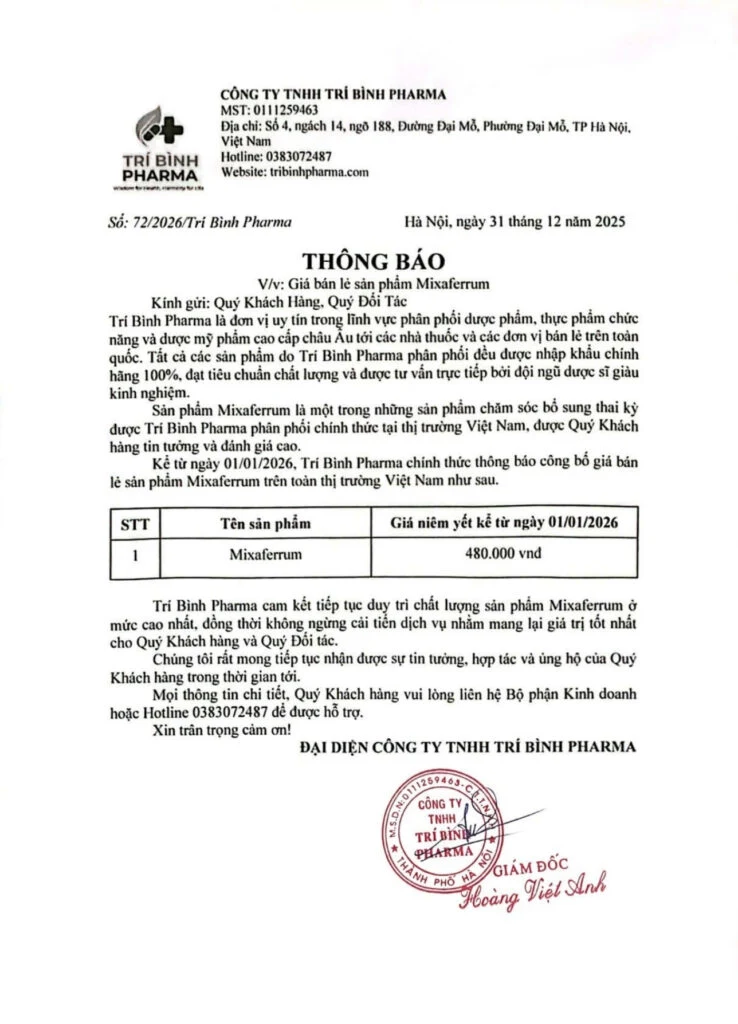 CÔNG TY TNHH TRÍ BÌNH PHARMA
MST: 0111259463
Địa chỉ: Số 4, ngách 14, ngõ 188, Đường Đại Mỗ, Phường Đại Mỗ, TP Hà Nội,
Việt Nam
Hotline: 0383072487
Website: tribinhpharma.com
TRÍ BÌNH
PHARMA
Wisdom for Health, Harmony for Life
Số: 72/2026/Trí Bình Pharma
Hà Nội, ngày 31 tháng 12 năm 2025
THÔNG BÁO
V/v: Giá bán lẻ sản phẩm Mixaferrum
Kính gửi: Quý Khách Hàng, Quý Đối Tác
Trí Bình Pharma là đơn vị uy tín trong lĩnh vực phân phối dược phẩm, thực phẩm chức
năng và dược mỹ phẩm cao cấp châu Âu tới các nhà thuốc và các đơn vị bán lẻ trên toàn
quốc. Tất cả các sản phẩm do Trí Bình Pharma phân phối đều được nhập khẩu chính
hãng 100%, đạt tiêu chuẩn chất lượng và được tư vấn trực tiếp bởi đội ngũ dược sĩ giàu
kinh nghiệm.
Sản phẩm Mixaferrum là một trong những sản phẩm chăm sóc bổ sung thai kỳ
được Trí Bình Pharma phân phối chính thức tại thị trường Việt Nam, được Quý Khách
hàng tin tưởng và đánh giá cao.
Kể từ ngày 01/01/2026, Trí Bình Pharma chính thức thông báo công bố giá bán
lẻ sản phẩm Mixaferrum trên toàn thị trường Việt Nam như sau.
STT Tên sản phẩm Giá niêm yết kể từ ngày 01/01/2026
1 Mixaferrum 480.000 vnđ
Trí Bình Pharma cam kết tiếp tục duy trì chất lượng sản phẩm Mixaferrum ở
mức cao nhất, đồng thời không ngừng cải tiến dịch vụ nhằm mang lại giá trị tốt nhất
cho Quý Khách hàng và Quý Đối tác.
Chúng tôi rất mong tiếp tục nhận được sự tin tưởng, hợp tác và ủng hộ của Quý
Khách hàng trong thời gian tới.
Mọi thông tin chi tiết, Quý Khách hàng vui lòng liên hệ Bộ phận Kinh doanh
hoặc Hotline 0383072487 để được hỗ trợ.
Xin trân trọng cảm ơn!
ĐẠI DIỆN CÔNG TY TNHH TRÍ BÌNH PHARMA
M.S.D.N:0111259463-C.T.T.N.H.H
CÔNG TY
TNHH
TRÍ BÌNH
PHARMA
THÀNH PHỐ HÀ NỘI
GIÁM ĐỐC
Hoàng Việt Anh